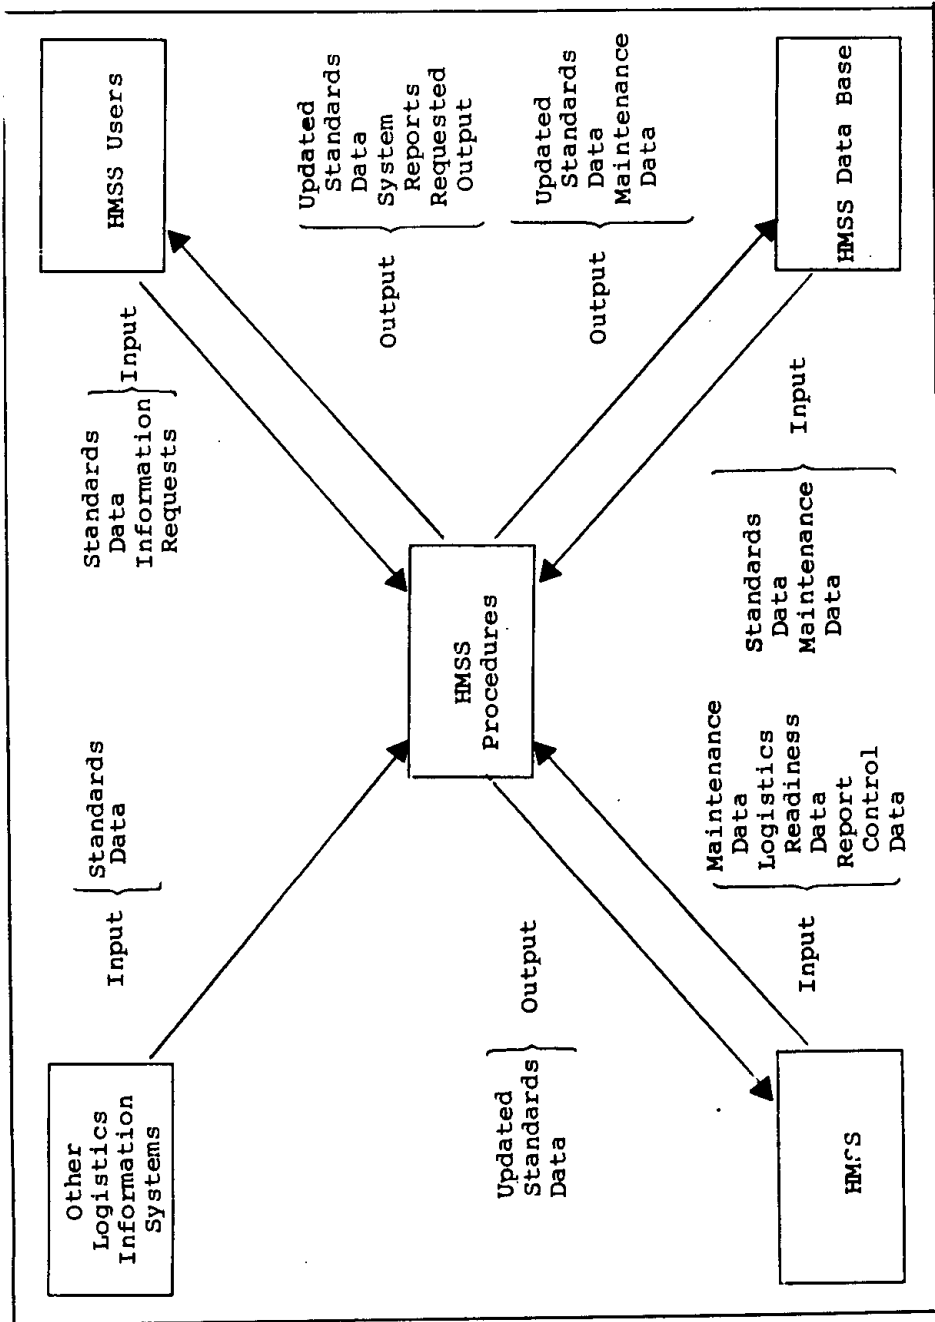 Other
Logistics
Information
Systems
Input
Standards
Data
Standards
Data
Information
Requests
Input
HMSS Users
Updated
Standards
Data
System
Reports
Requested
Output
Output
HMSS
Procedures
Updated
Standards
Data
Output
Output
Updated
Standards
Data
Maintenance
Data
Input
Maintenance
Data
Logistics
Readiness
Data
Report
Control
Data
Standards
Data
Maintenance
Data
Input
HMSS Data Base